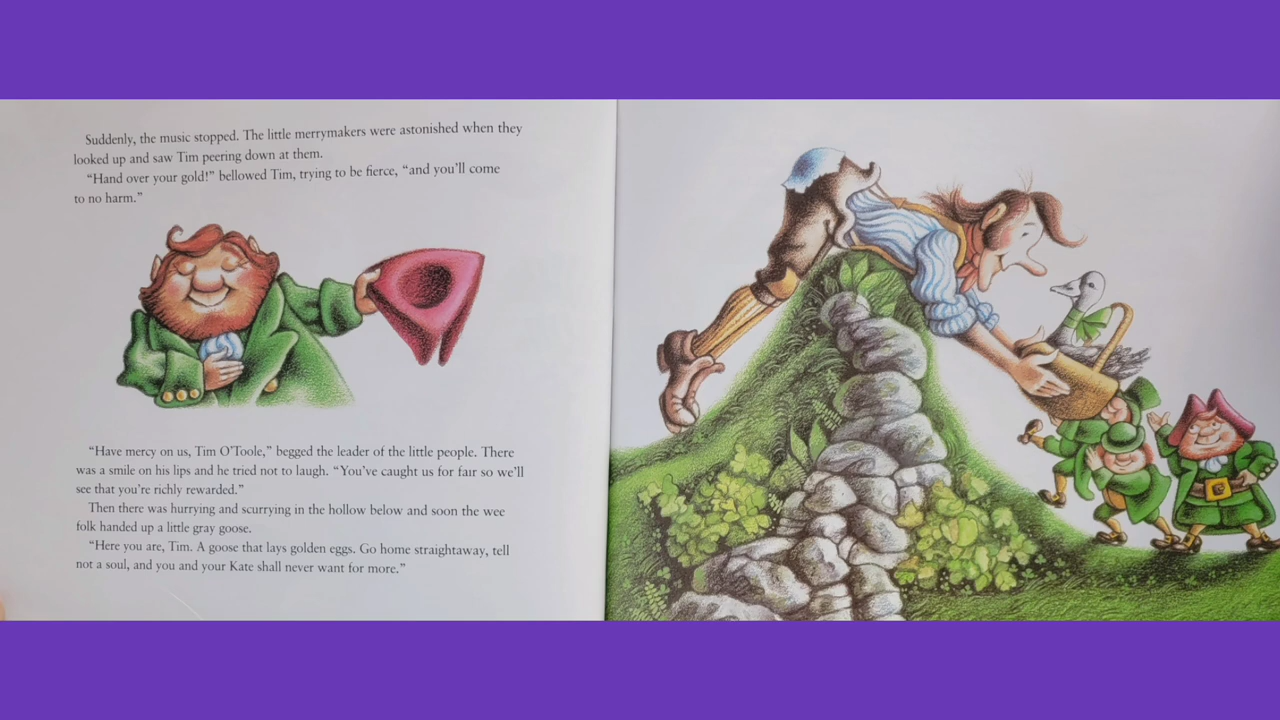 Suddenly, the music stopped. The little merrymakers were astonished when they
looked up and saw Tim peering down at them.
“Hand over your gold!” bellowed Tim, trying to be fierce, “and you’ll come
to no harm.”
“Have mercy on us, Tim O’Toole,” begged the leader of the little people. There
was a smile on his lips and he tried not to laugh. “You’ve caught us for fair so we’ll
see that you’re richly rewarded.”
Then there was hurrying and scurrying in the hollow below and soon the wee
folk handed up a little gray goose.
“Here you are, Tim. A goose that lays golden eggs. Go home straightaway, tell
not a soul, and you and your Kate shall never want for more.”